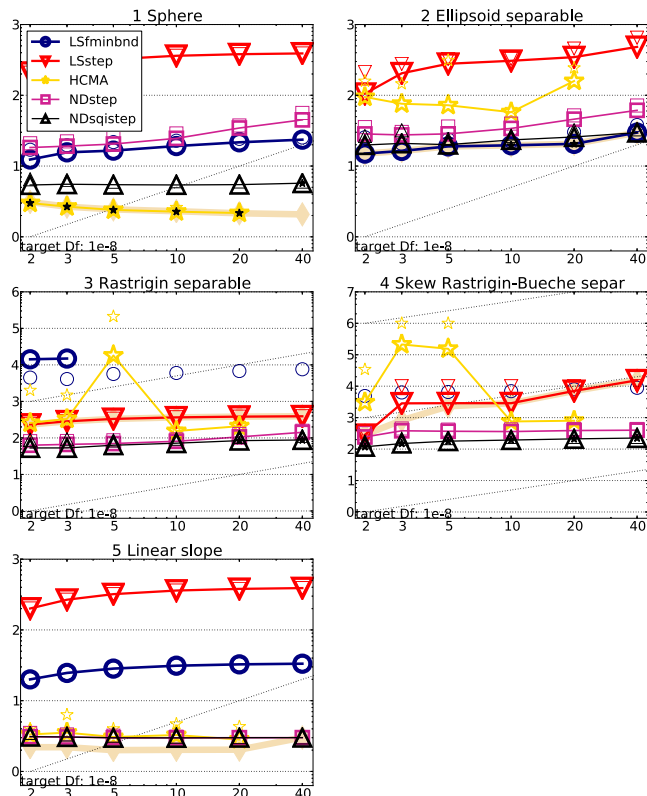 1 Sphere
3
2
1
0
LSfminbnd
LSstep
HCMA
NDstep
NDsqistep
target Df: 1e-8
2 3 5 10 20 40
2 Ellipsoid separable
3
2
1
0
target Df: 1e-8
2 3 5 10 20 40
3 Rastrigin separable
6
5
4
3
2
1
0
target Df: 1e-8
2 3 5 10 20 40
4 Skew Rastrigin-Bueche separ
7
6
5
4
3
2
1
0
target Df: 1e-8
2 3 5 10 20 40
5 Linear slope
3
2
1
0
target Df: 1e-8
2 3 5 10 20 40